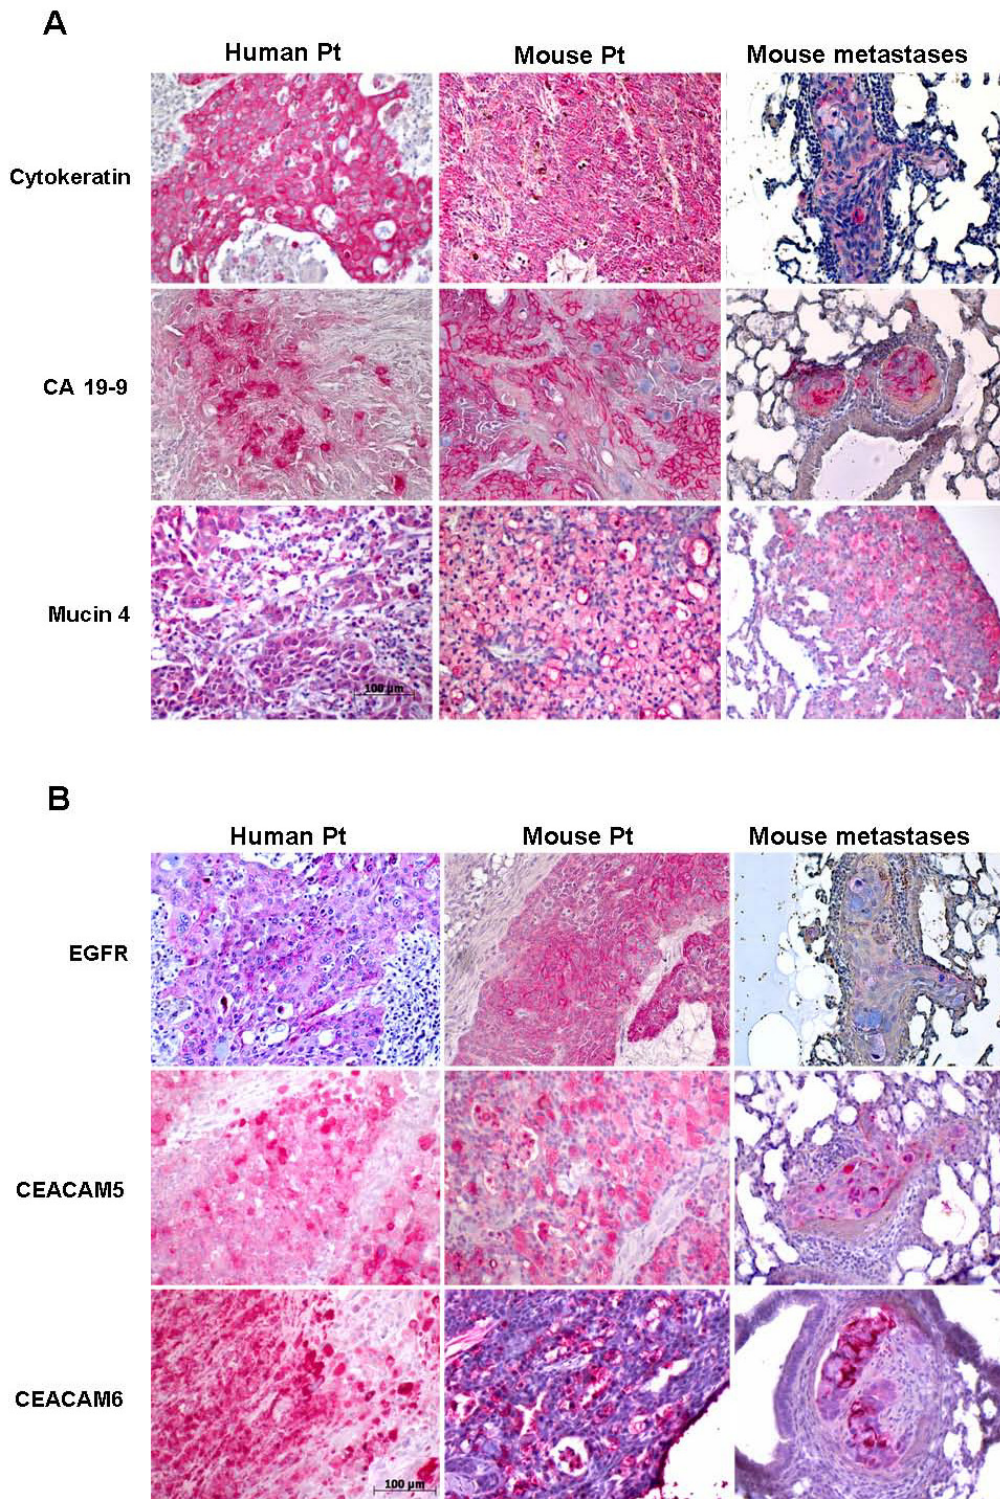 A
Human Pt Mouse Pt Mouse metastases
Cytokeratin
CA 19-9
Mucin 4
100 µm
B
Human Pt Mouse Pt Mouse metastases
EGFR
CEACAM5
CEACAM6
100 µm